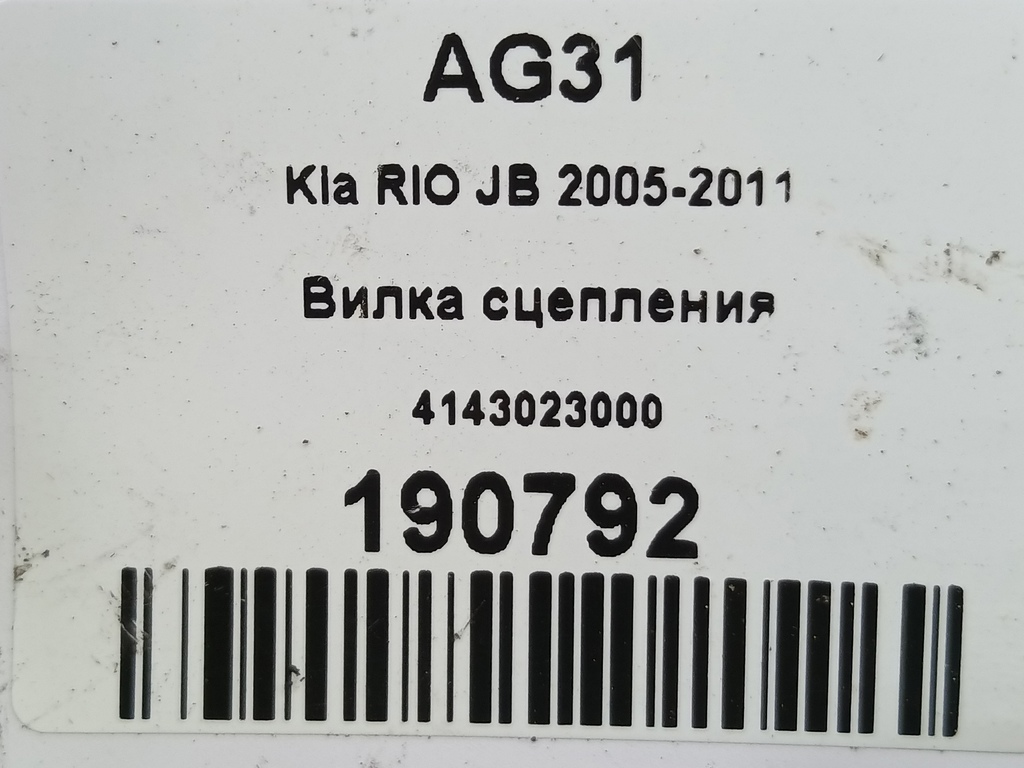 AG31
Kia RIO JB 2005-2011
Вилка сцепления
4143023000
190792